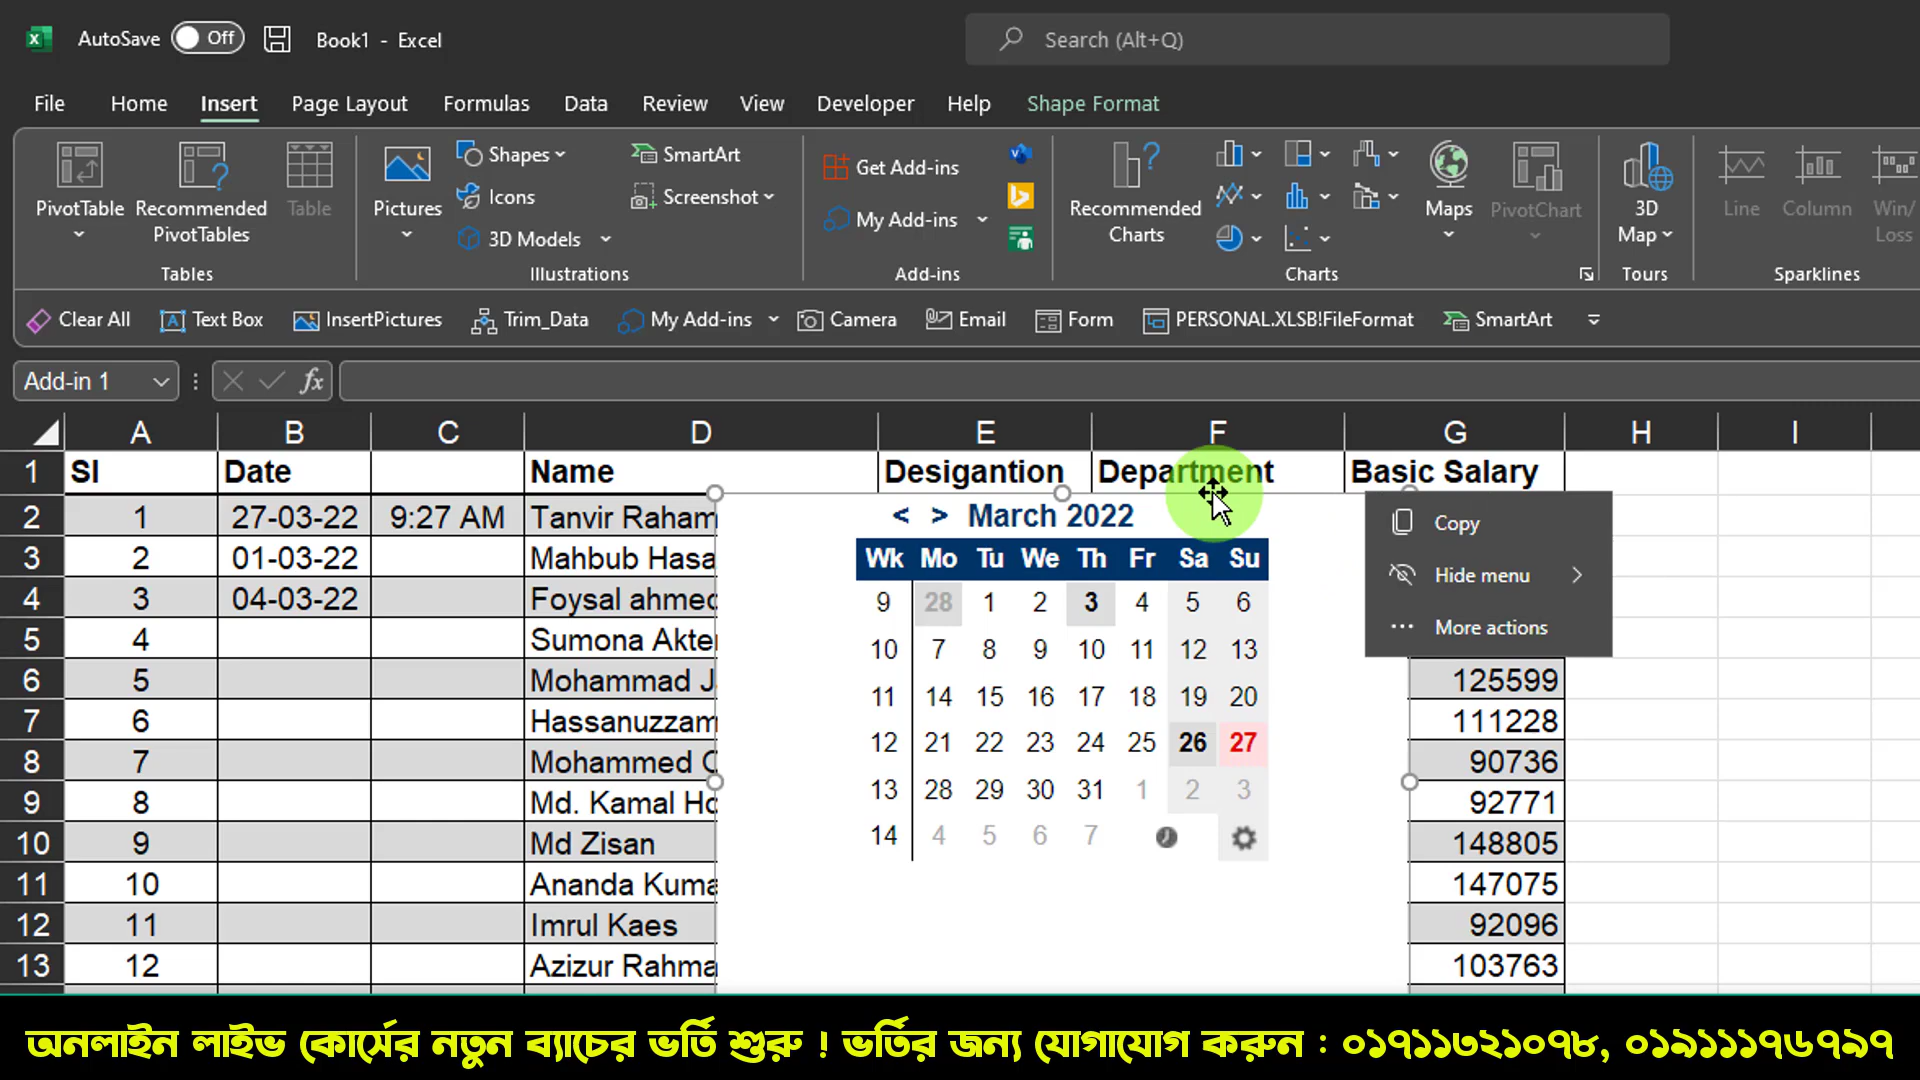 AutoSave Off Book1 - Excel Search (Alt+Q)
File Home Insert Page Layout Formulas Data Review View Developer Help Shape Format
PivotTable
Recommended PivotTables
Table
Tables
Pictures
Shapes
Icons
3D Models
SmartArt
Screenshot
Illustrations
Get Add-ins
My Add-ins
Add-ins
Recommended Charts
Maps
PivotChart
Charts
3D Map
Tours
Line
Column
Win/ Loss
Sparklines
Clear All Text Box InsertPictures Trim_Data My Add-ins Camera Email Form PERSONAL.XLSB!FileFormat SmartArt
Add-in 1 fx
A B C D E F G H I
1 Sl Date Name Desigantion Department Basic Salary
2 1 27-03-22 9:27 AM Tanvir Raham
3 2 01-03-22 Mahbub Hasa
4 3 04-03-22 Foysal ahmed
5 4 Sumona Akte
6 5 Mohammad J 125599
7 6 Hassanuzzam 111228
8 7 Mohammed 90736
9 8 Md. Kamal Ho 92771
10 9 Md Zisan 148805
11 10 Ananda Kuma 147075
12 11 Imrul Kaes 92096
13 12 Azizur Rahma 103763
< > March 2022
Wk Mo Tu We Th Fr Sa Su
9 28 1 2 3 4 5 6
10 7 8 9 10 11 12 13
11 14 15 16 17 18 19 20
12 21 22 23 24 25 26 27
13 28 29 30 31 1 2 3
14 4 5 6 7
Copy
Hide menu
More actions
অনলাইন লাইভ কোর্সের নতুন ব্যাচের ভর্তি শুরু ! ভর্তির জন্য যোগাযোগ করুন : ০১৭১১৩২১০৭৮, ০১৯১১১৭৬৭৯৭